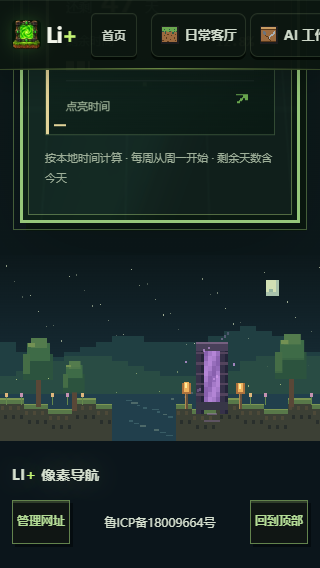 Li+
首页
日常客厅
AI 工
点亮时间
按本地时间计算 · 每周从周一开始 · 剩余天数含
今天
LI+ 像素导航
管理网址
鲁ICP备18009664号
回到顶部